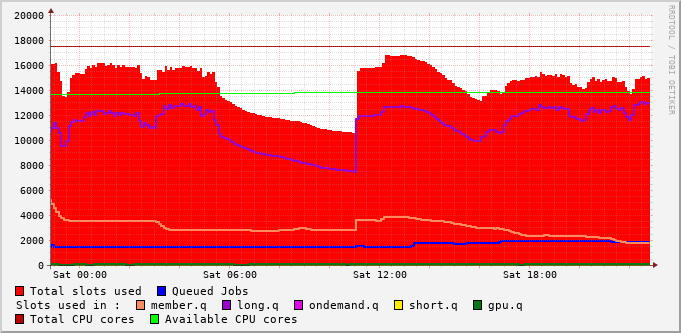 20000
18000
16000
14000
12000
10000
8000
6000
4000
2000
0
Sat 00:00 Sat 06:00 Sat 12:00 Sat 18:00
Total slots used Queued Jobs
Slots used in : member.q long.q ondemand.q short.q gpu.q
Total CPU cores Available CPU cores
RRDTOOL / TOBI OETIKER